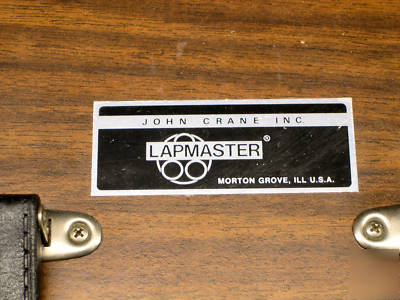 JOHN CRANE INC.
LAPMASTER®
MORTON GROVE, ILL U.S.A.